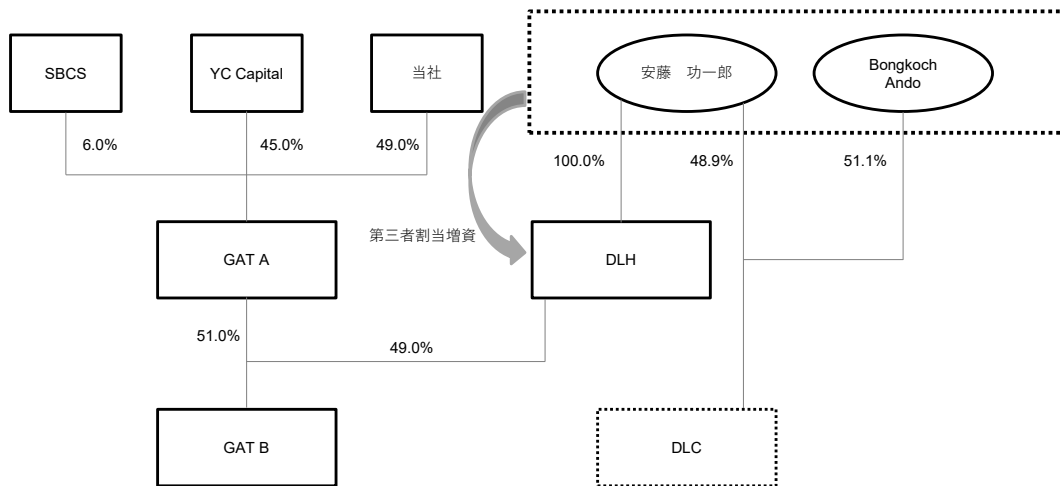 SBCS
YC Capital
当社
安藤　功一郎
Bongkoch
Ando
6.0%
45.0%
49.0%
100.0%
48.9%
51.1%
第三者割当増資
GAT A
DLH
51.0%
49.0%
GAT B
DLC